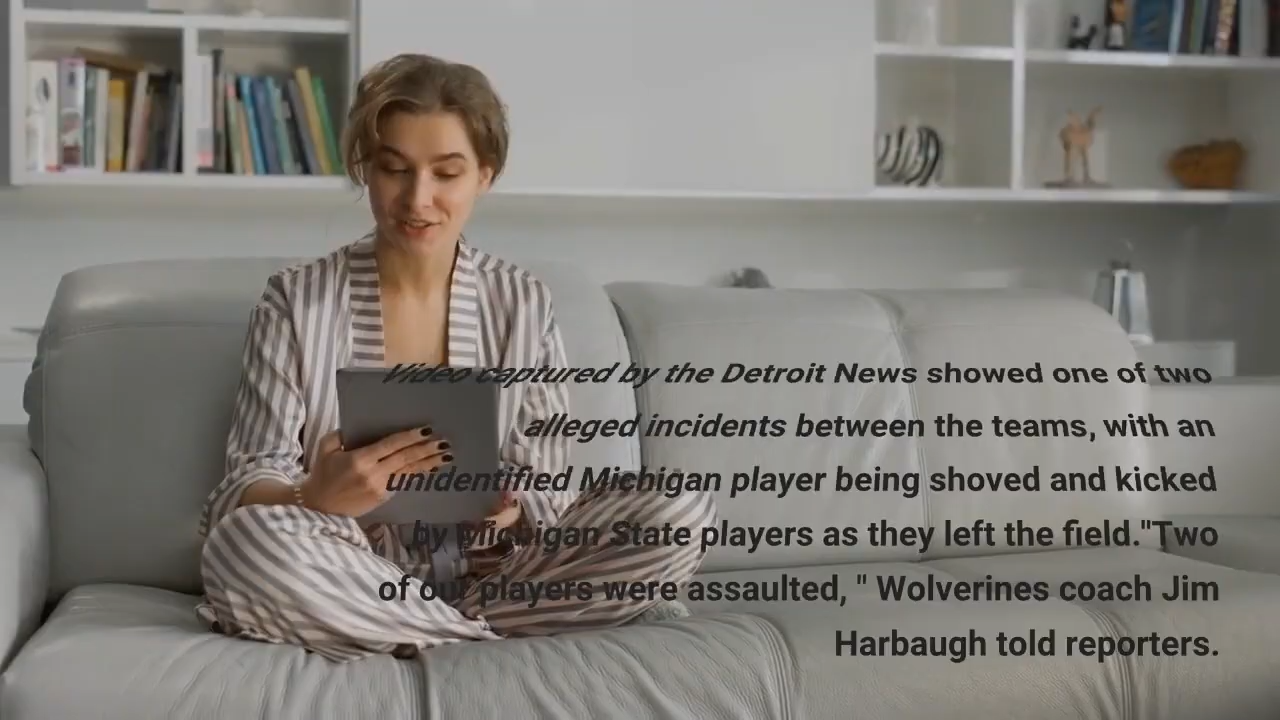 Video captured by the Detroit News showed one of two
alleged incidents between the teams, with an
unidentified Michigan player being shoved and kicked
by Michigan State players as they left the field."Two
of our players were assaulted, " Wolverines coach Jim
Harbaugh told reporters.